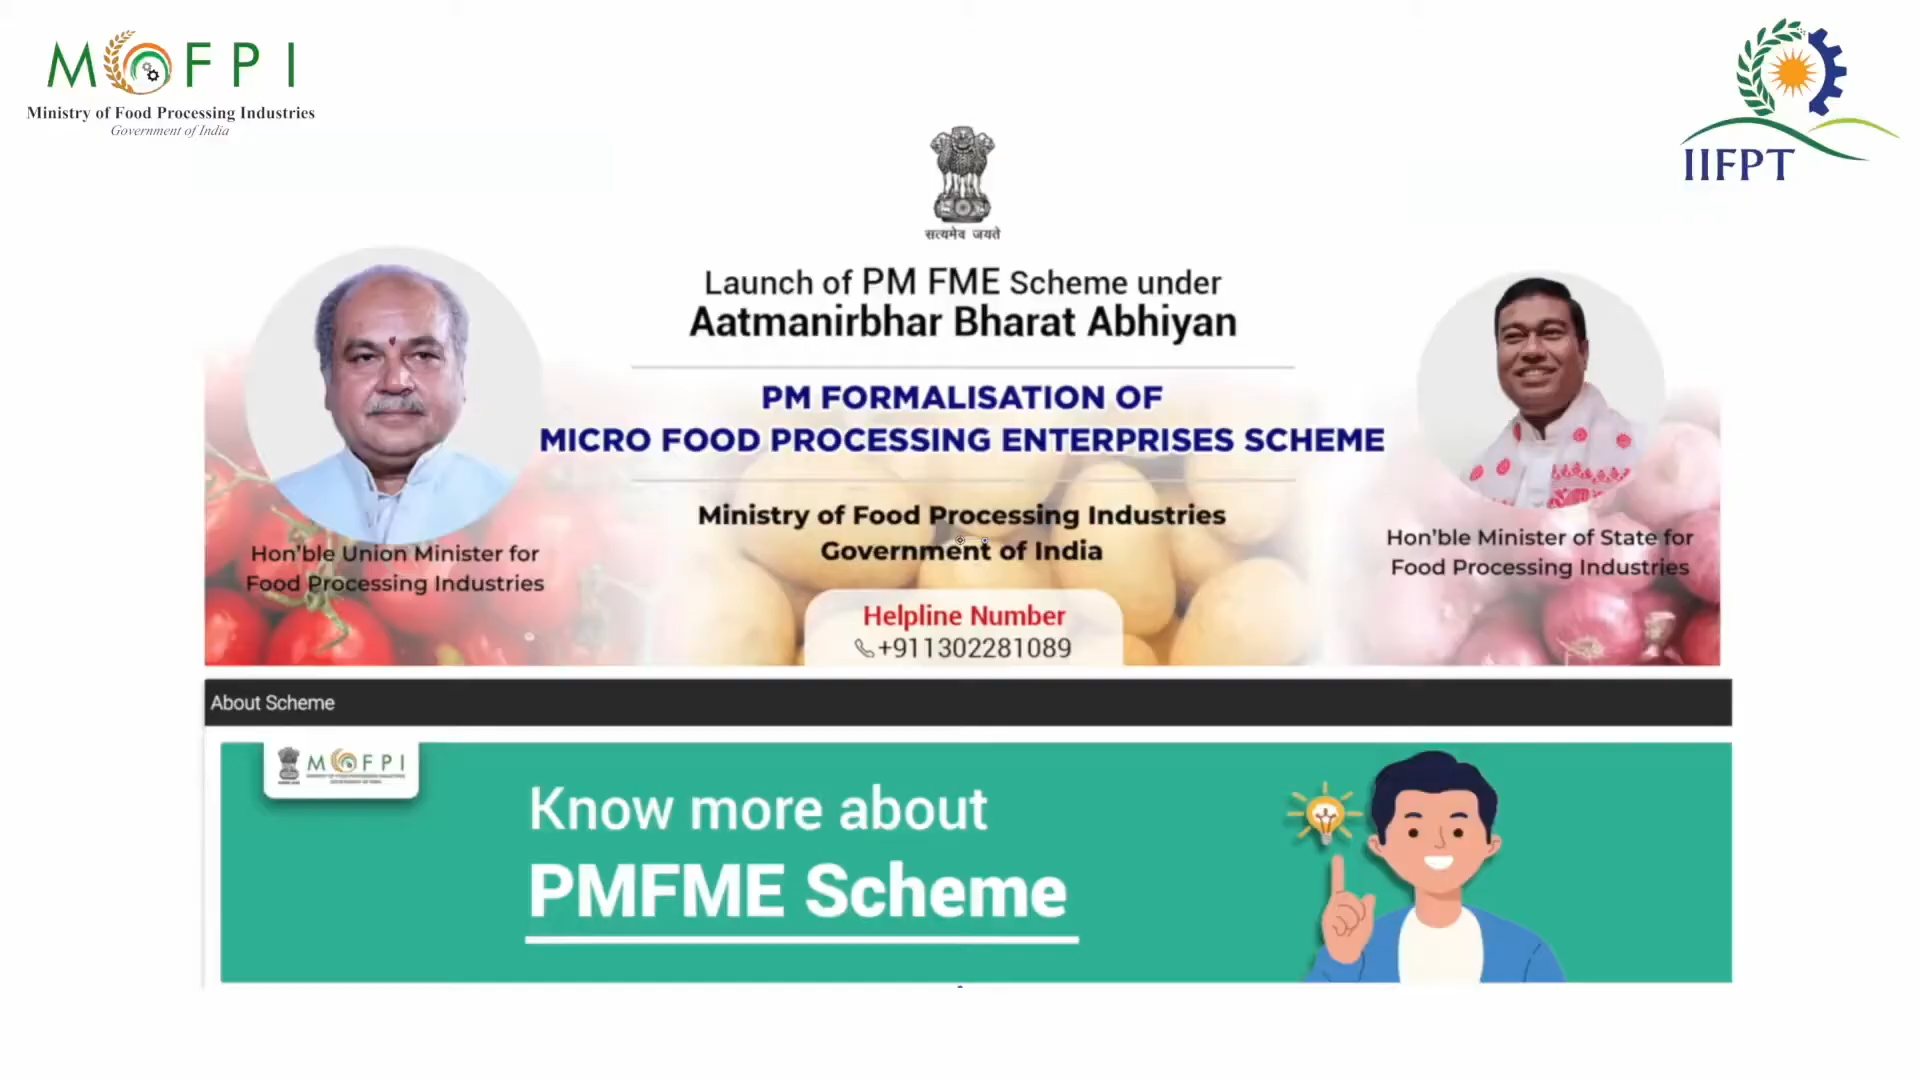 MOFPI
Ministry of Food Processing Industries
Government of India
IIFPT
सत्यमेव जयते
Launch of PM FME Scheme under
Aatmanirbhar Bharat Abhiyan
PM FORMALISATION OF
MICRO FOOD PROCESSING ENTERPRISES SCHEME
Ministry of Food Processing Industries
Government of India
Hon'ble Union Minister for
Food Processing Industries
Hon'ble Minister of State for
Food Processing Industries
Helpline Number
+911302281089
About Scheme
MOFPI
Know more about
PMFME Scheme